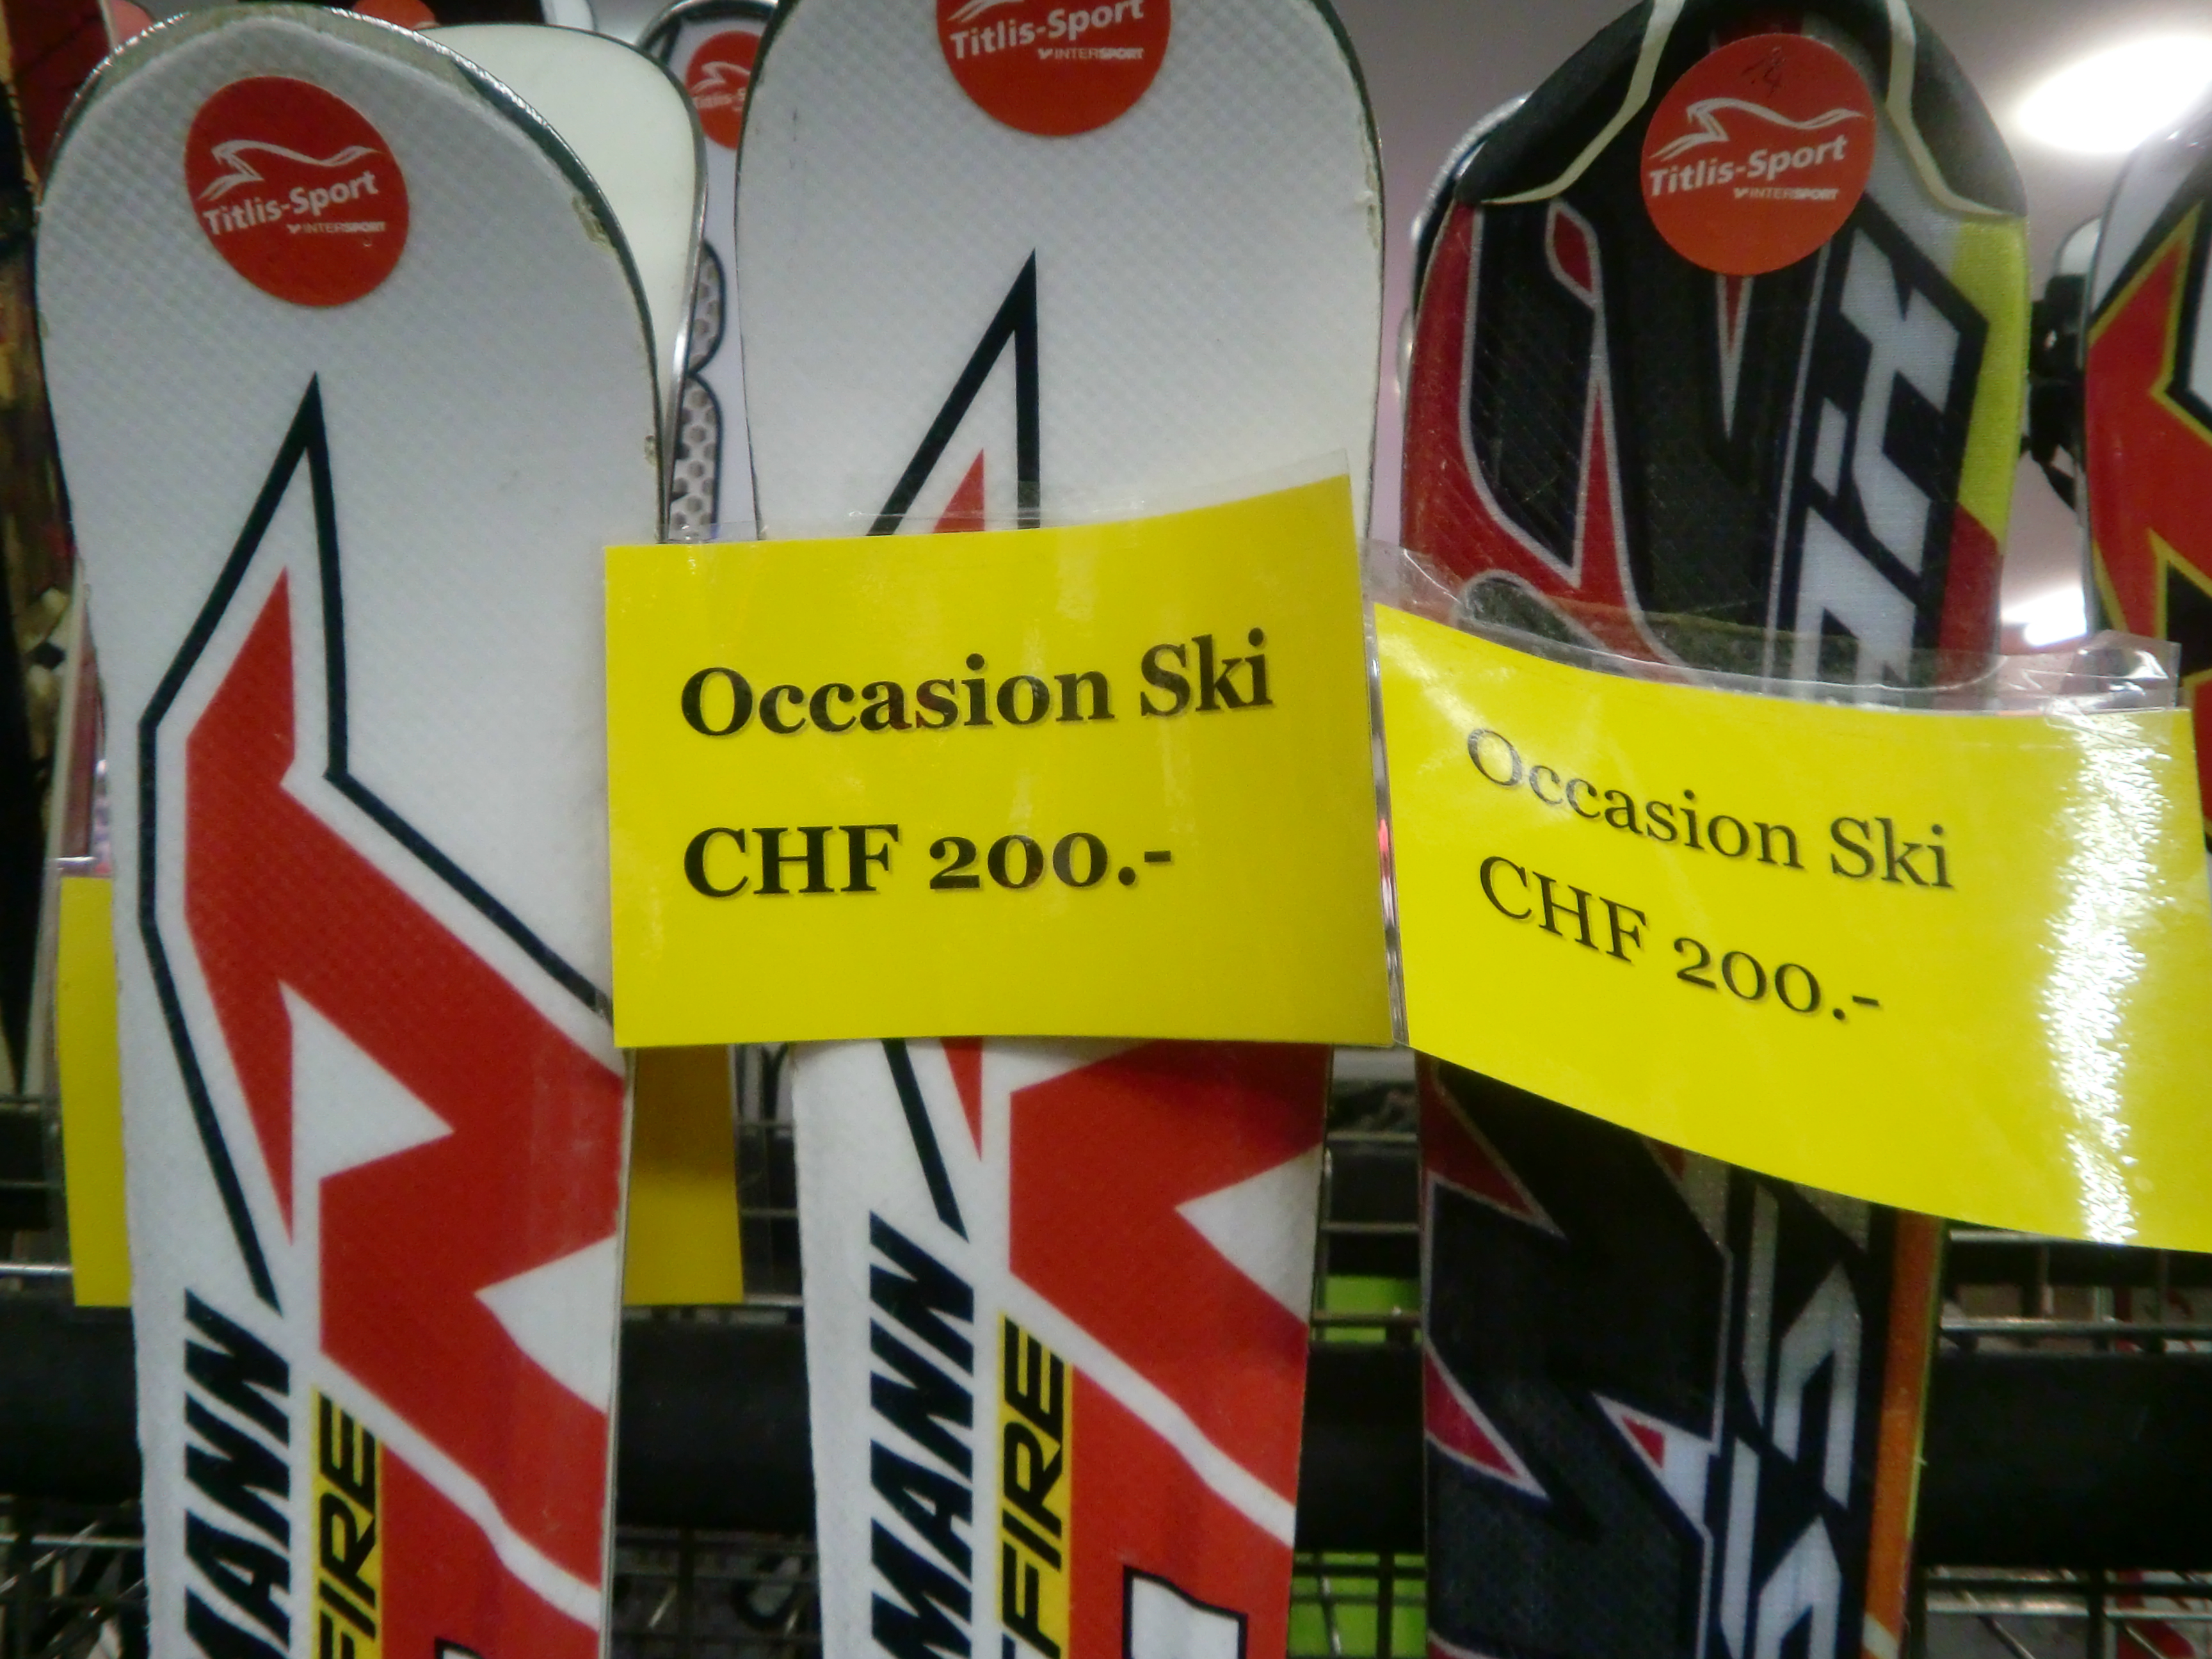 Titlis-Sport
INTERSPORT
Titlis-Sport
INTERSPORT
Titlis-Sport
INTERSPORT
Occasion Ski
CHF 200.-
Occasion Ski
CHF 200.-
MANN
FIRE
MANN
FIRE